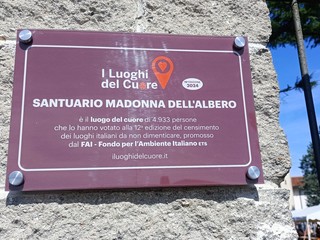 I Luoghi
del Cuore
2024
SANTUARIO MADONNA DELL'ALBERO
è il luogo del cuore di 4.933 persone
che lo hanno votato alla 12ª edizione del censimento
dei luoghi italiani da non dimenticare, promosso
dal FAI - Fondo per l'Ambiente Italiano ETS
iluoghidelcuore.it